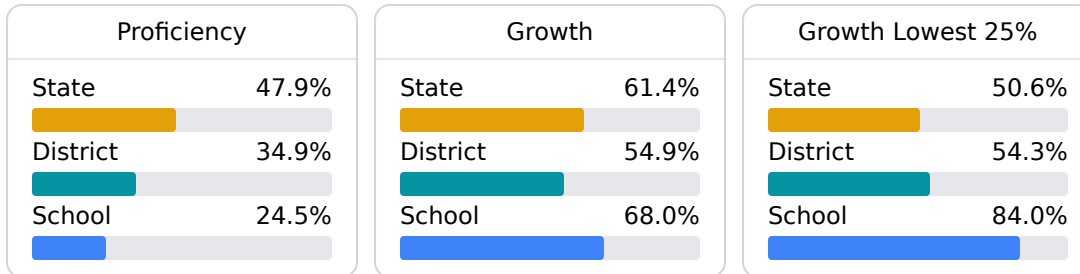 Proficiency
State 47.9%
District 34.9%
School 24.5%
Growth
State 61.4%
District 54.9%
School 68.0%
Growth Lowest 25%
State 50.6%
District 54.3%
School 84.0%